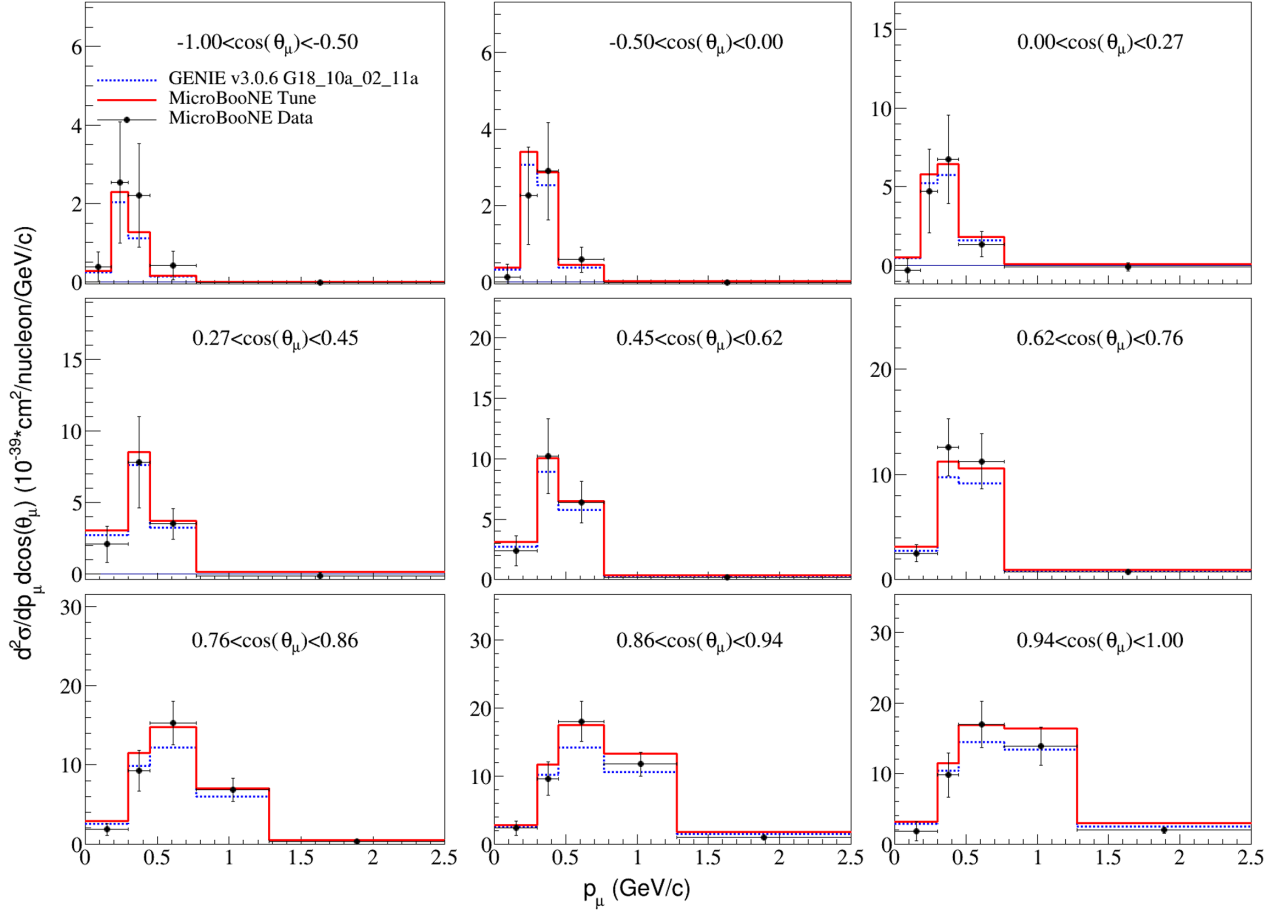 -1.00<cos(θμ)<-0.50
GENIE v3.0.6 G18_10a_02_11a
MicroBooNE Tune
MicroBooNE Data
6
4
2
0
-0.50<cos(θμ)<0.00
6
4
2
0
0.00<cos(θμ)<0.27
15
10
5
0
0.27<cos(θμ)<0.45
15
10
5
0
0.45<cos(θμ)<0.62
20
15
10
5
0
0.62<cos(θμ)<0.76
20
10
0
0.76<cos(θμ)<0.86
30
20
10
0
0.86<cos(θμ)<0.94
30
20
10
0
0.94<cos(θμ)<1.00
30
20
10
0
0 0.5 1 1.5 2 2.5
0 0.5 1 1.5 2 2.5
0 0.5 1 1.5 2 2.5
d²σ/dpμ dcos(θμ) (10⁻³⁹*cm²/nucleon/GeV/c)
pμ (GeV/c)